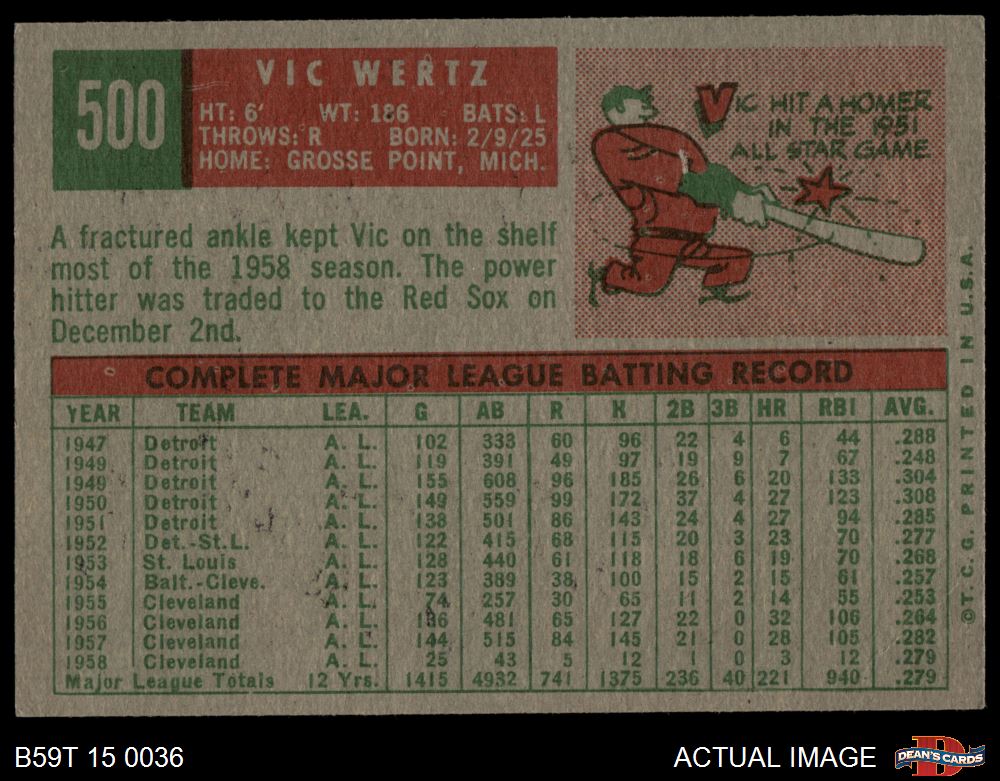 500
VIC WERTZ
HT: 6' WT: 186 BATS: L
THROWS: R BORN: 2/9/25
HOME: GROSSE POINT, MICH.
VIC HIT A HOMER
IN THE 1951
ALL STAR GAME
A fractured ankle kept Vic on the shelf
most of the 1958 season. The power
hitter was traded to the Red Sox on
December 2nd.
COMPLETE MAJOR LEAGUE BATTING RECORD
YEAR TEAM LEA. G AB R H 2B 3B HR RBI AVG.
1947 Detroit A. L. 102 333 60 96 22 4 6 44 .288
1949 Detroit A. L. 119 391 49 97 19 9 7 67 .248
1949 Detroit A. L. 155 608 96 185 26 6 20 133 .304
1950 Detroit A. L. 149 559 99 172 37 4 27 123 .308
1951 Detroit A. L. 138 501 86 143 24 4 27 94 .285
1952 Det.-St.L. A. L. 122 415 68 115 20 3 23 70 .277
1953 St. Louis A. L. 128 440 61 118 18 6 19 70 .268
1954 Balt.-Cleve. A. L. 123 389 38 100 15 2 15 61 .257
1955 Cleveland A. L. 74 257 30 65 11 2 14 55 .253
1956 Cleveland A. L. 136 481 65 127 22 0 32 106 .264
1957 Cleveland A. L. 144 515 84 145 21 0 28 105 .282
1958 Cleveland A. L. 25 43 5 12 1 0 3 12 .279
Major League Totals 12 Yrs. 1415 4932 741 1375 236 40 221 940 .279
©T.C.G. PRINTED IN U.S.A.
B59T 15 0036
ACTUAL IMAGE
D
DEAN'S CARDS